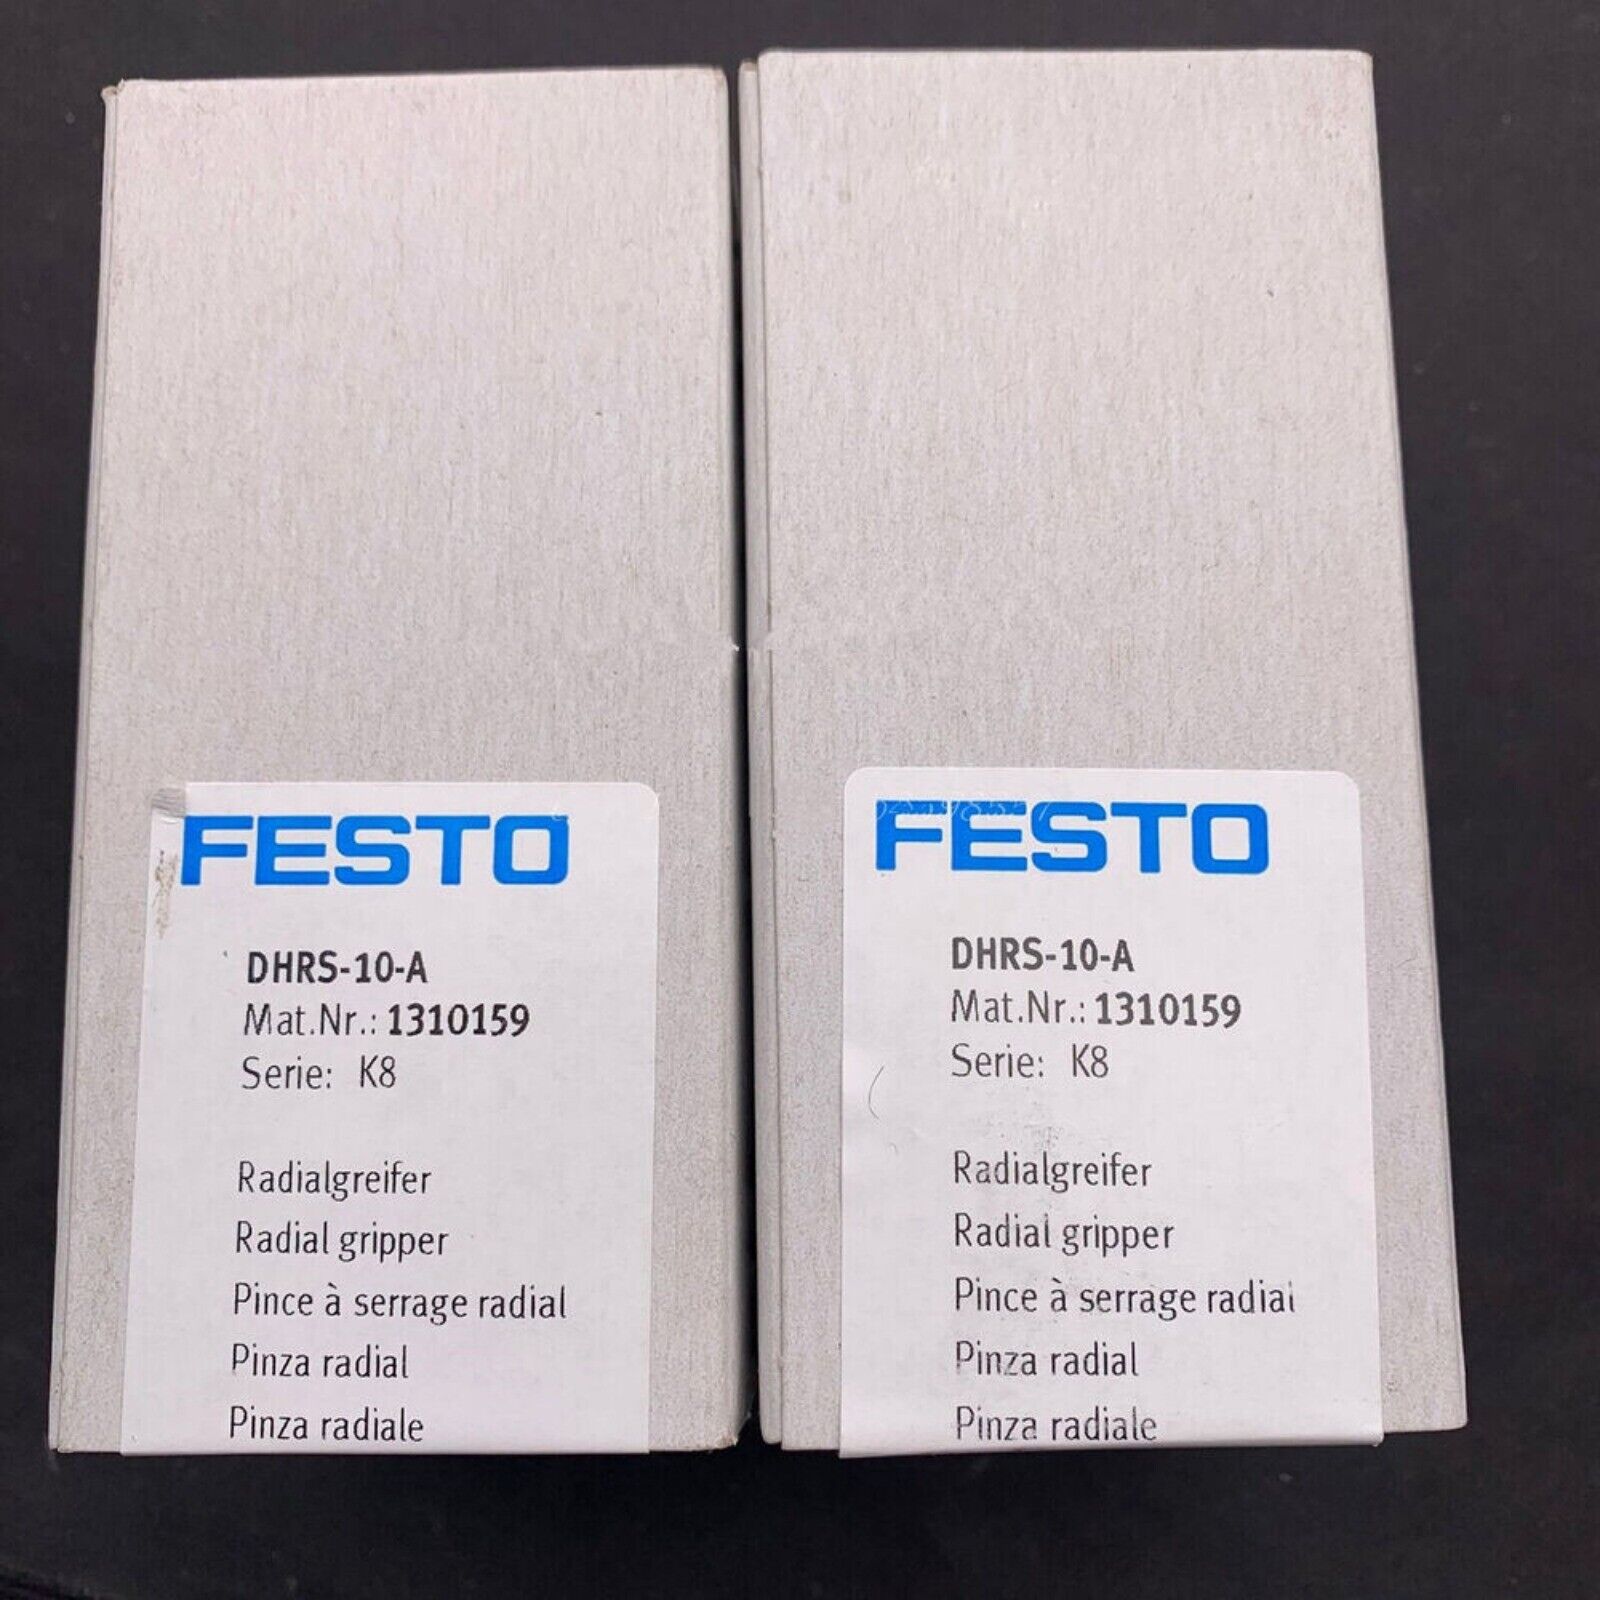 FESTO
DHRS-10-A
Mat.Nr.: 1310159
Serie: K8
Radialgreifer
Radial gripper
Pince à serrage radial
Pinza radial
Pinza radiale
FESTO
DHRS-10-A
Mat.Nr.: 1310159
Serie: K8
Radialgreifer
Radial gripper
Pince à serrage radial
Pinza radial
Pinza radiale